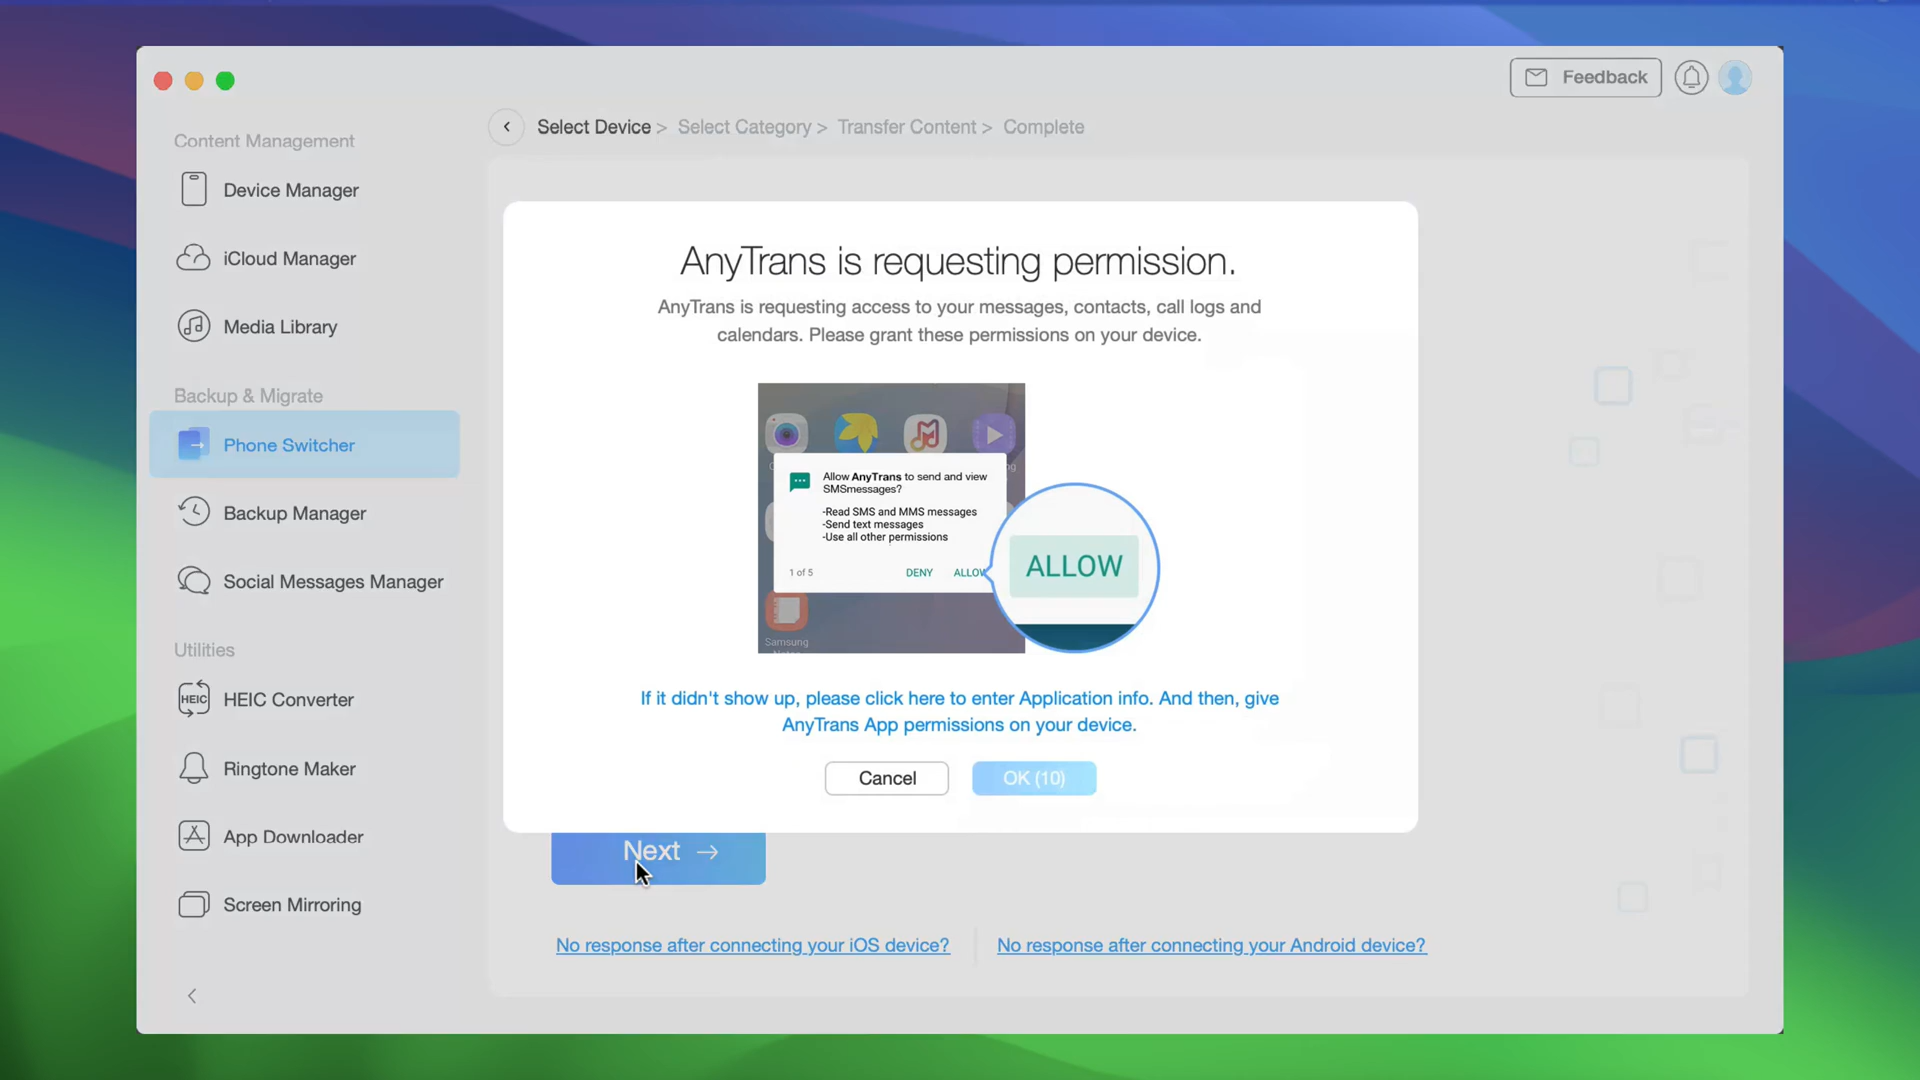 Feedback
Select Device > Select Category > Transfer Content > Complete
Content Management
Device Manager
iCloud Manager
Media Library
Backup & Migrate
Phone Switcher
Backup Manager
Social Messages Manager
Utilities
HEIC
HEIC Converter
Ringtone Maker
App Downloader
Screen Mirroring
AnyTrans is requesting permission.
AnyTrans is requesting access to your messages, contacts, call logs and
calendars. Please grant these permissions on your device.
Allow AnyTrans to send and view
SMSmessages?
-Read SMS and MMS messages
-Send text messages
-Use all other permissions
1 of 5
DENY
ALLOW
ALLOW
Samsung
If it didn't show up, please click here to enter Application info. And then, give
AnyTrans App permissions on your device.
Cancel
OK (10)
Next
No response after connecting your iOS device?
No response after connecting your Android device?